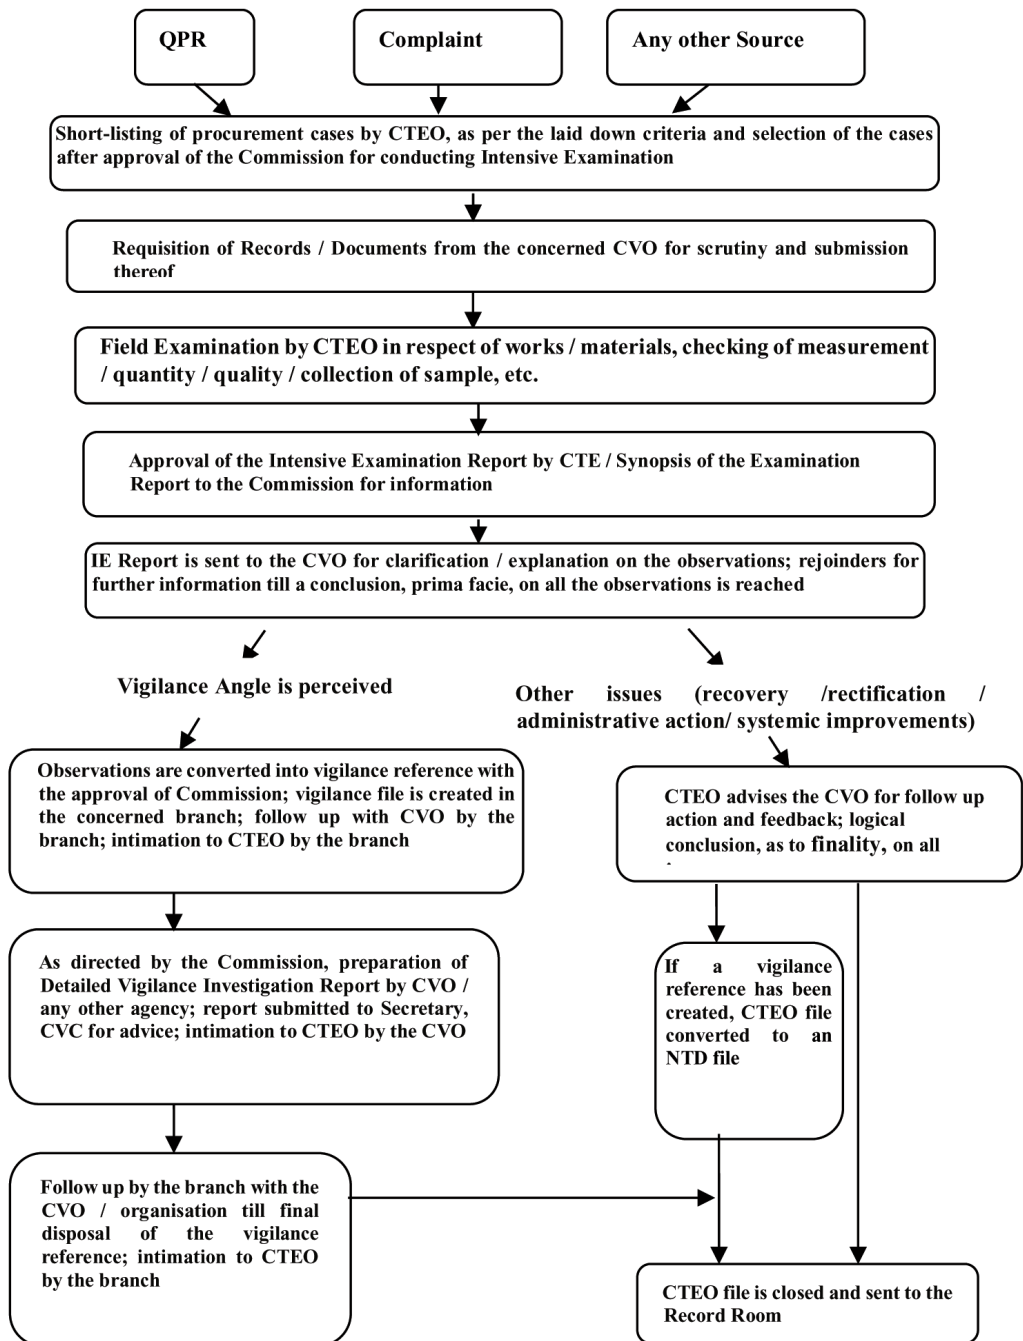 QPR
Complaint
Any other Source
Short-listing of procurement cases by CTEO, as per the laid down criteria and selection of the cases
after approval of the Commission for conducting Intensive Examination
Requisition of Records / Documents from the concerned CVO for scrutiny and submission
thereof
Field Examination by CTEO in respect of works / materials, checking of measurement
/ quantity / quality / collection of sample, etc.
Approval of the Intensive Examination Report by CTE / Synopsis of the Examination
Report to the Commission for information
IE Report is sent to the CVO for clarification / explanation on the observations; rejoinders for
further information till a conclusion, prima facie, on all the observations is reached
Vigilance Angle is perceived
Other issues (recovery /rectification /
administrative action/ systemic improvements)
Observations are converted into vigilance reference with
the approval of Commission; vigilance file is created in
the concerned branch; follow up with CVO by the
branch; intimation to CTEO by the branch
CTEO advises the CVO for follow up
action and feedback; logical
conclusion, as to finality, on all
As directed by the Commission, preparation of
Detailed Vigilance Investigation Report by CVO /
any other agency; report submitted to Secretary,
CVC for advice; intimation to CTEO by the CVO
If a vigilance
reference has been
created, CTEO file
converted to an
NTD file
Follow up by the branch with the
CVO / organisation till final
disposal of the vigilance
reference; intimation to CTEO
by the branch
CTEO file is closed and sent to the
Record Room